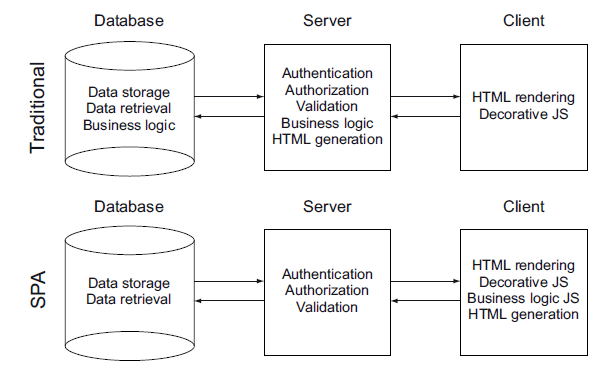 Database
Server
Client
Traditional
Data storage
Data retrieval
Business logic
Authentication
Authorization
Validation
Business logic
HTML generation
HTML rendering
Decorative JS
Database
Server
Client
SPA
Data storage
Data retrieval
Authentication
Authorization
Validation
HTML rendering
Decorative JS
Business logic JS
HTML generation